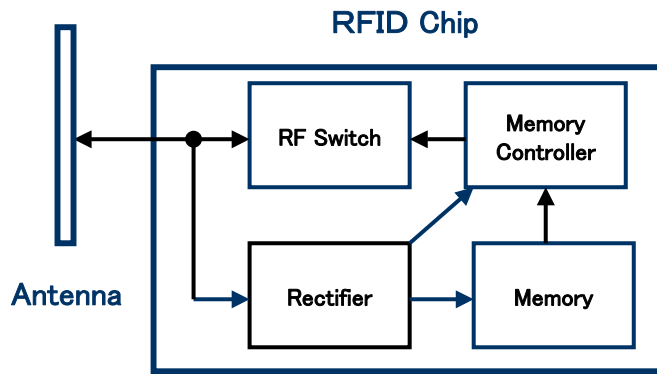 RFID Chip
RF Switch
Memory
Controller
Antenna
Rectifier
Memory